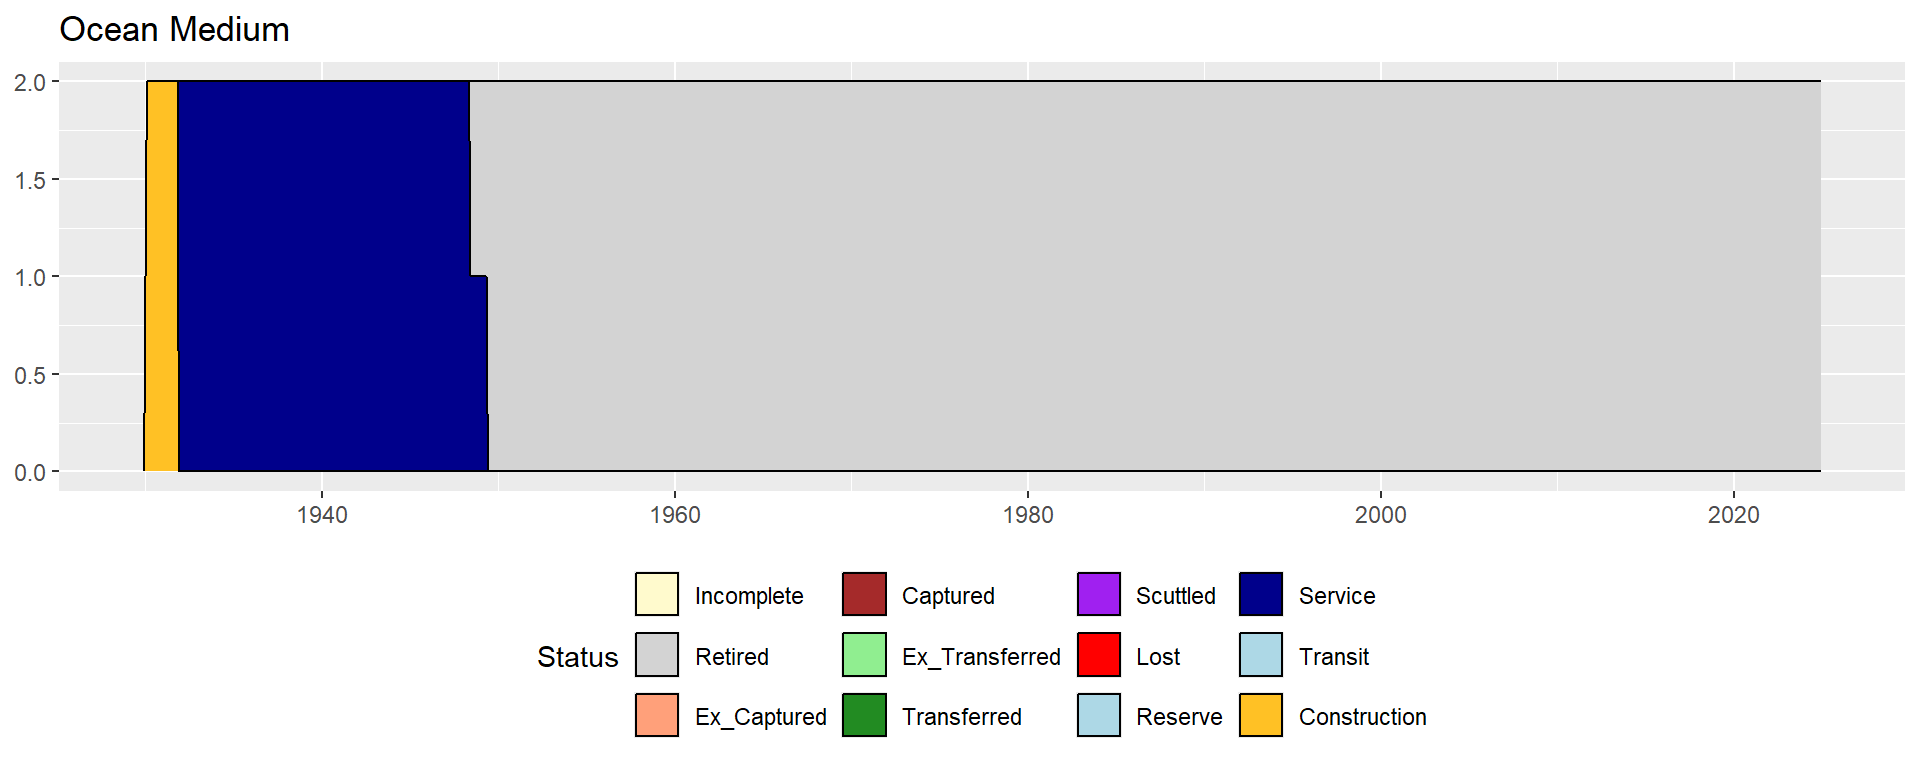 Ocean Medium
2.0
1.5
1.0
0.5
0.0
1940 1960 1980 2000 2020
Status
Incomplete Captured Scuttled Service
Retired Ex_Transferred Lost Transit
Ex_Captured Transferred Reserve Construction